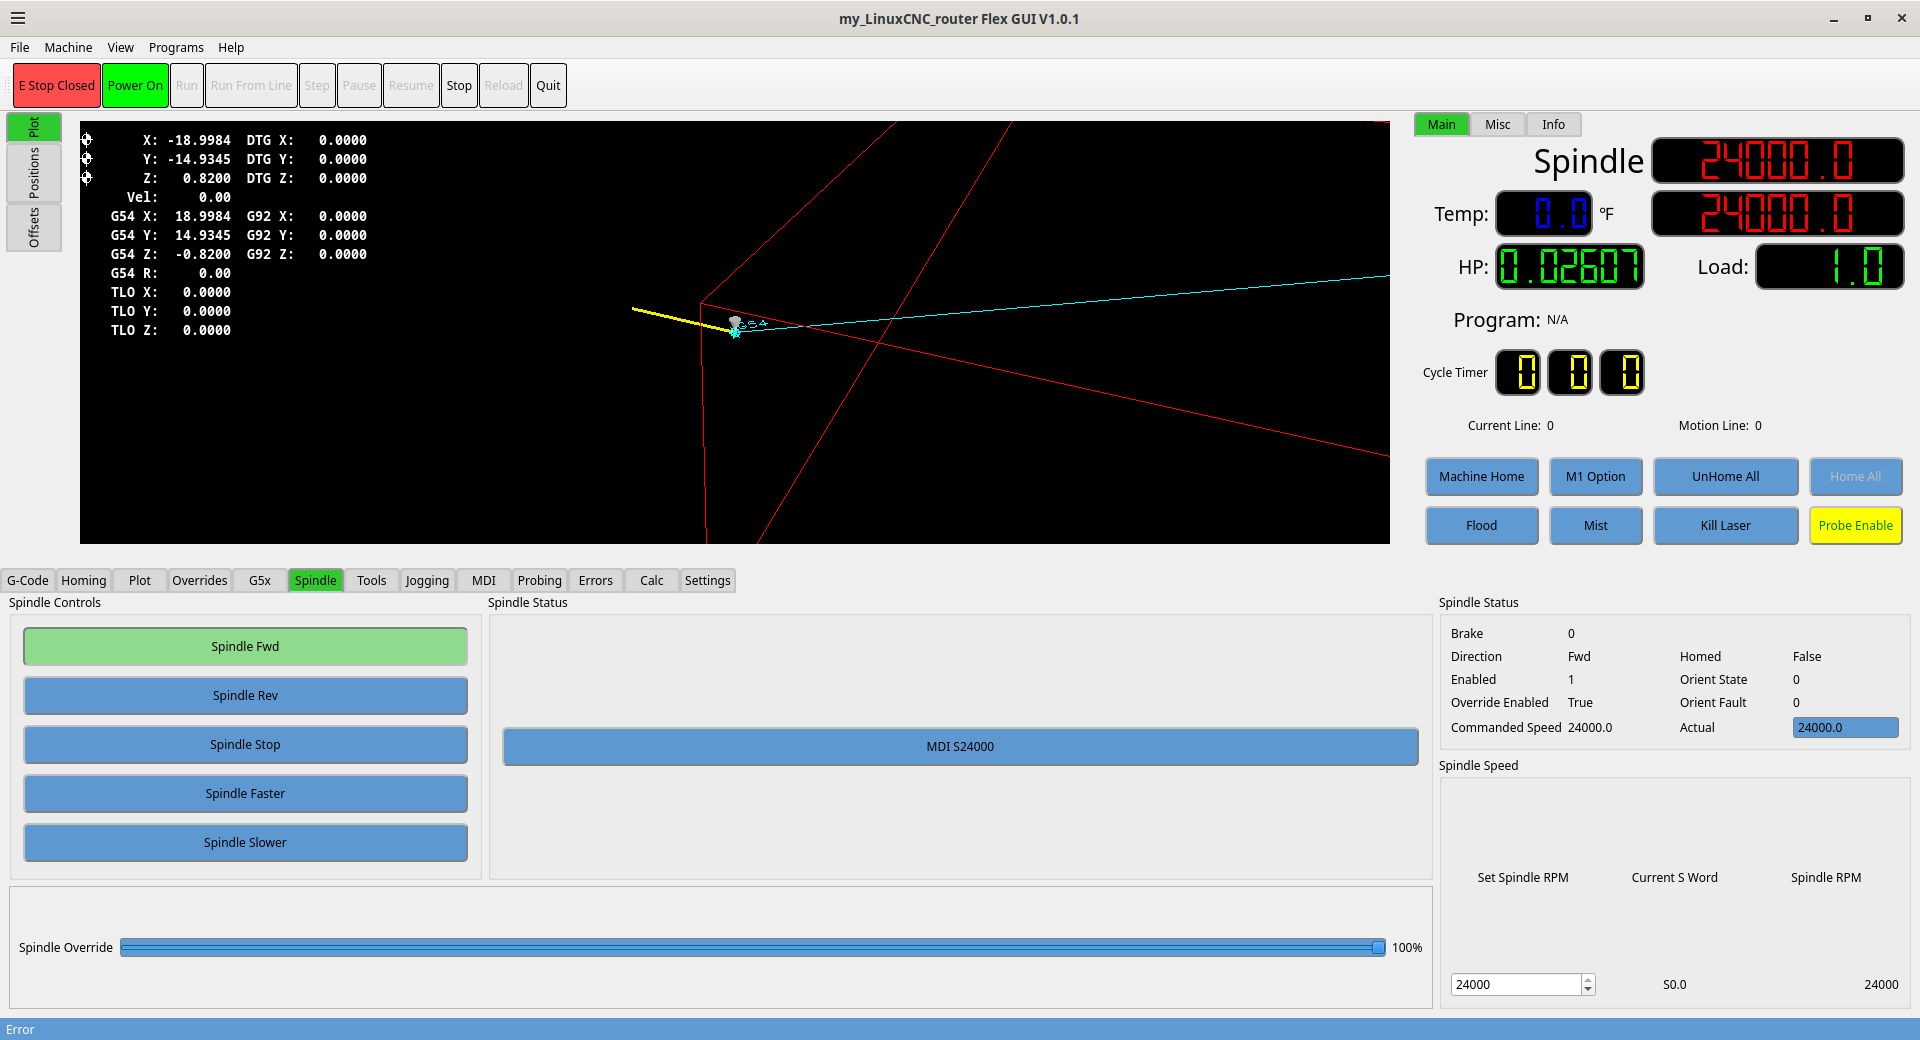 my_LinuxCNC_router Flex GUI V1.0.1
File Machine View Programs Help
E Stop Closed Power On Run Run From Line Step Pause Resume Stop Reload Quit
Plot
Positions
Offsets
X: -18.9984 DTG X: 0.0000
Y: -14.9345 DTG Y: 0.0000
Z: 0.8200 DTG Z: 0.0000
Vel: 0.00
G54 X: 18.9984 G92 X: 0.0000
G54 Y: 14.9345 G92 Y: 0.0000
G54 Z: -0.8200 G92 Z: 0.0000
G54 R: 0.00
TLO X: 0.0000
TLO Y: 0.0000
TLO Z: 0.0000
G54
Main Misc Info
Spindle 24000.0
Temp: 0.0 °F 24000.0
HP: 0.02607 Load: 1.0
Program: N/A
Cycle Timer 0 0 0
Current Line: 0 Motion Line: 0
Machine Home M1 Option UnHome All Home All
Flood Mist Kill Laser Probe Enable
G-Code Homing Plot Overrides G5x Spindle Tools Jogging MDI Probing Errors Calc Settings
Spindle Controls
Spindle Fwd
Spindle Rev
Spindle Stop
Spindle Faster
Spindle Slower
Spindle Status
MDI S24000
Spindle Override 100%
Spindle Status
Brake 0
Direction Fwd Homed False
Enabled 1 Orient State 0
Override Enabled True Orient Fault 0
Commanded Speed 24000.0 Actual 24000.0
Spindle Speed
Set Spindle RPM Current S Word Spindle RPM
24000 S0.0 24000
Error